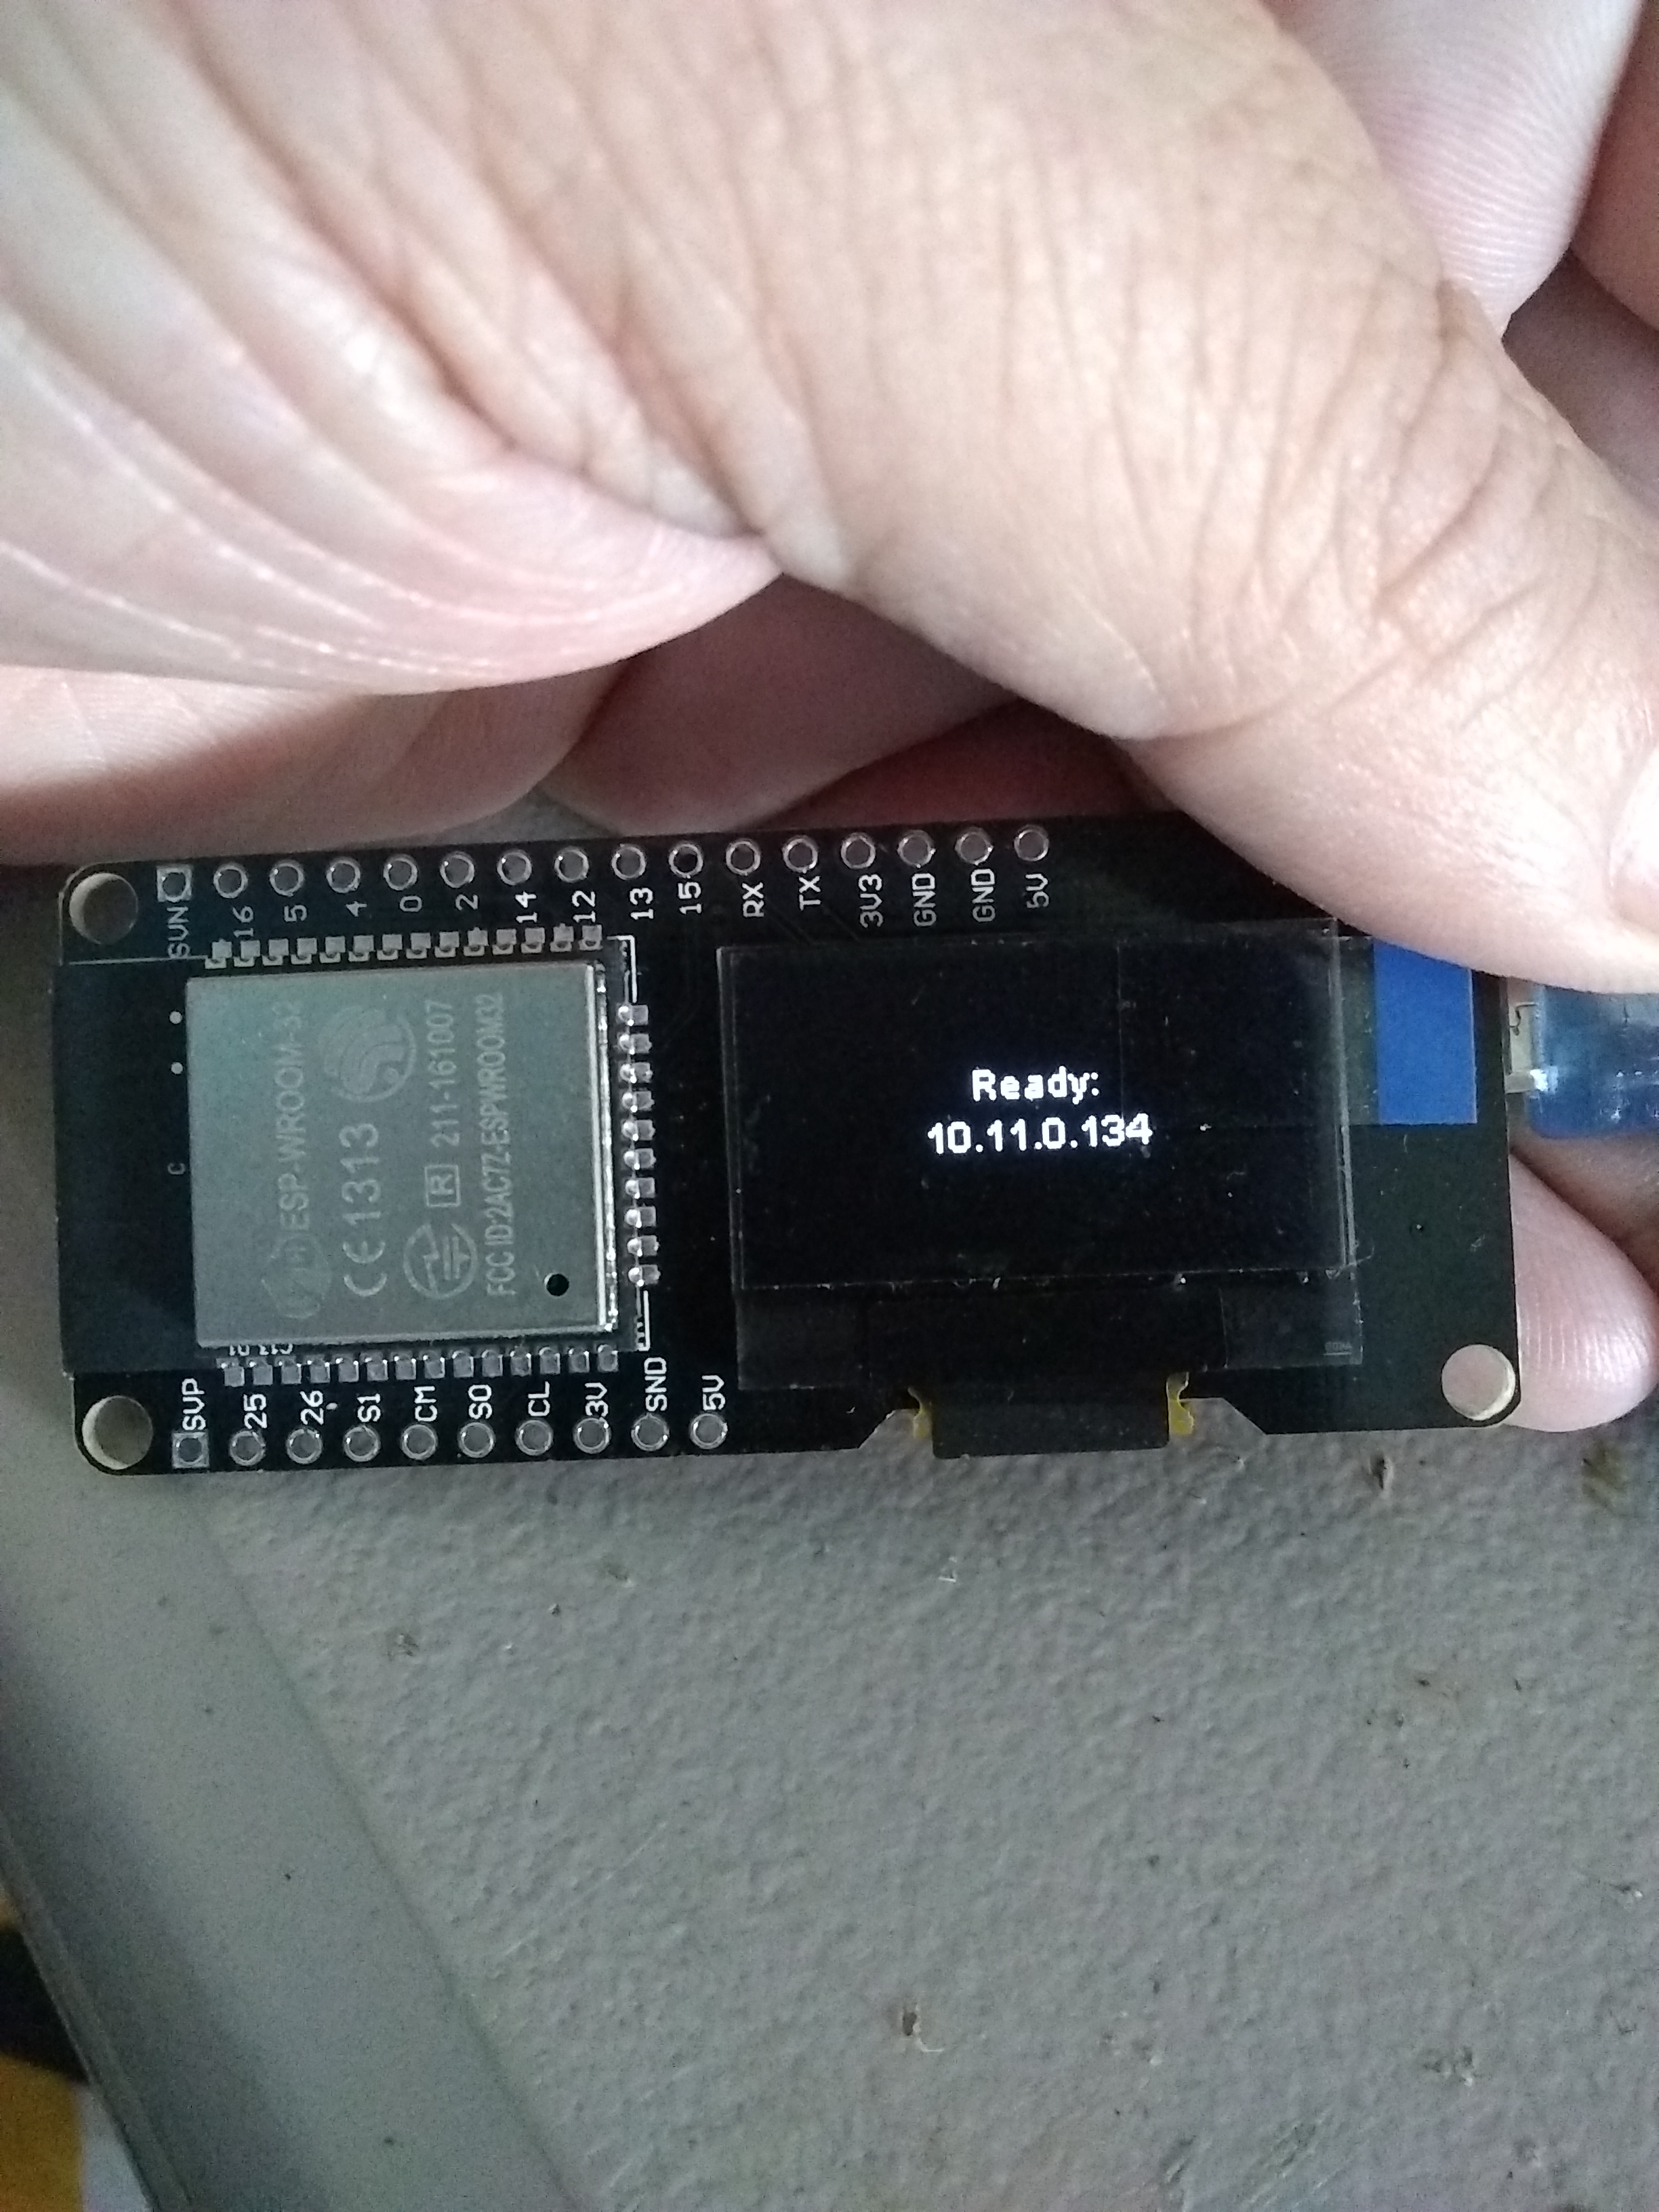 SVN
16
5
4
0
2
14
12
13
15
RX
TX
3V3
GND
GND
5V
ESP-WROOM-32
CE1313
R 211-161007
FCC ID:2AC7Z-ESPWROOM32
C
Ready:
10.11.0.134
SVP
25
26
S1
CM
SO
CL
3V
SND
5V